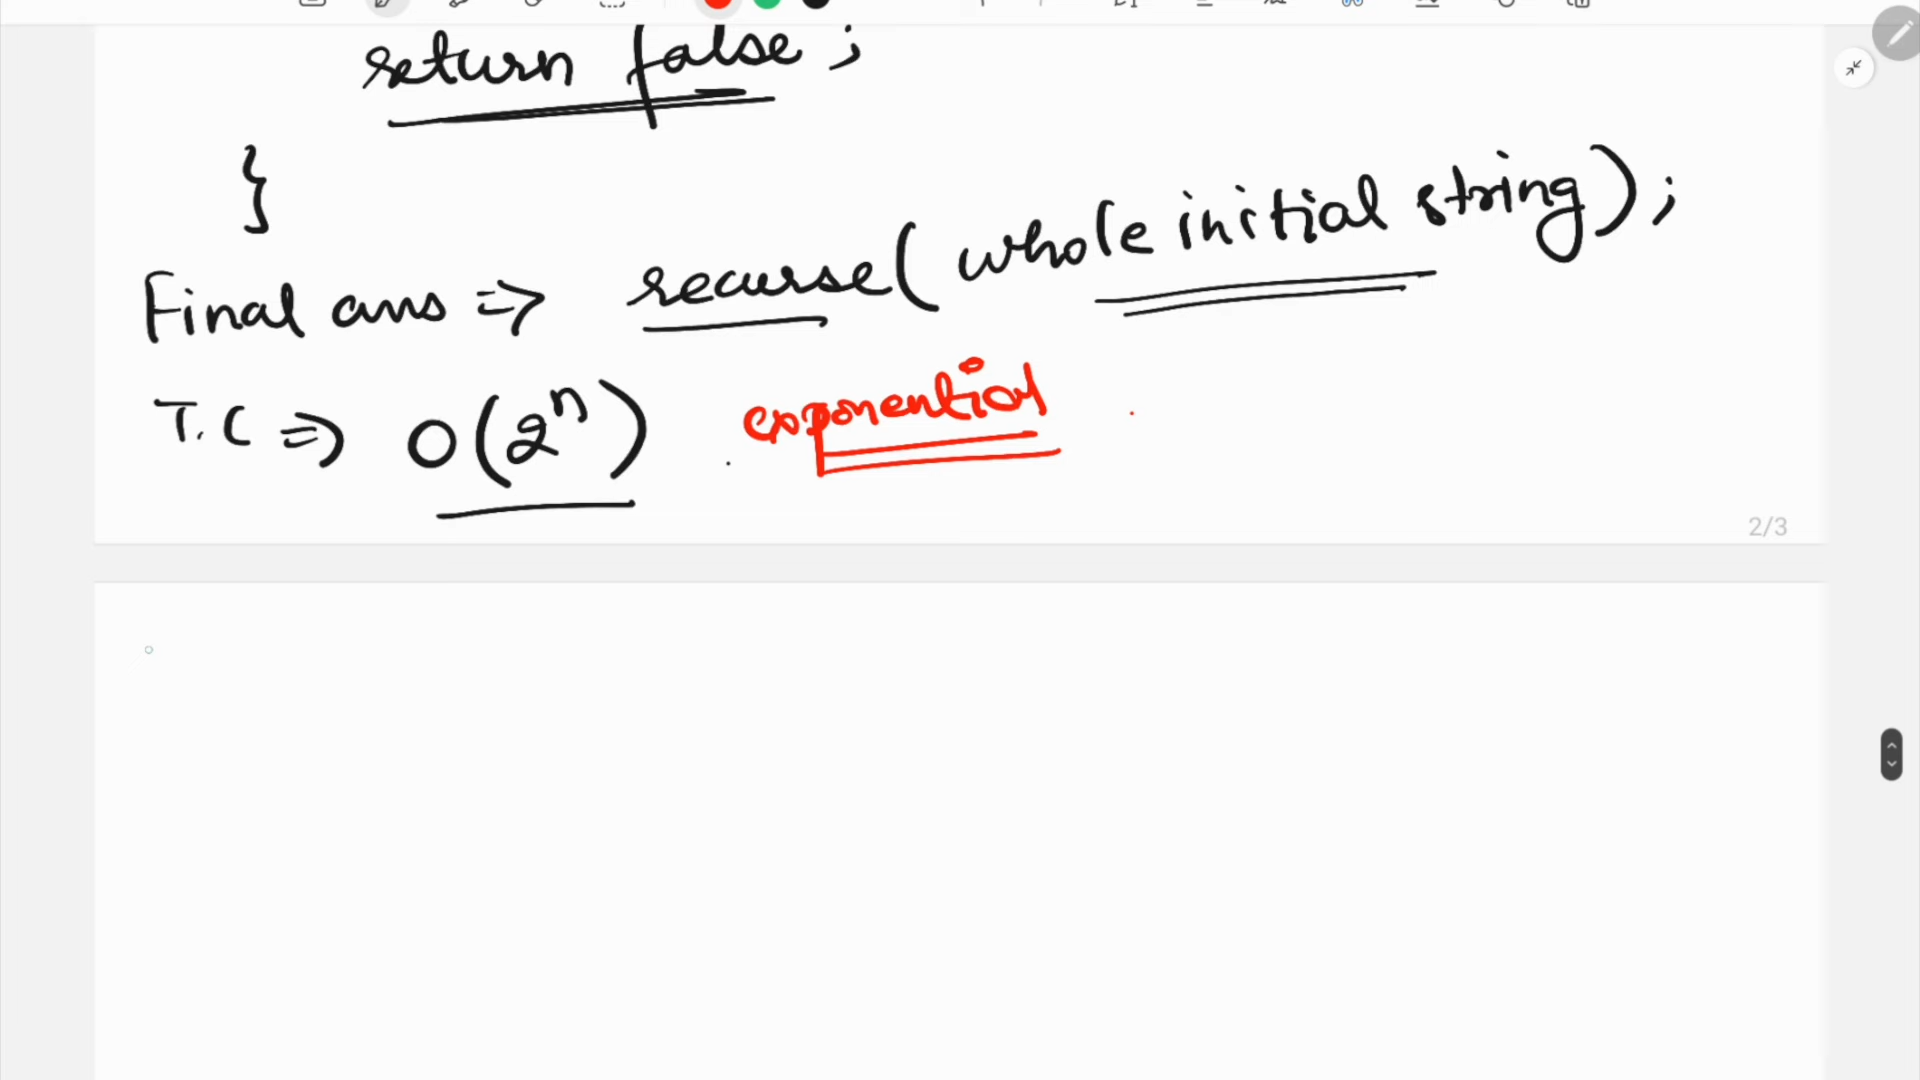 return false ;
}
Final ans => recurse( whole initial string) ;
T.C => O(2^n) exponential
2/3